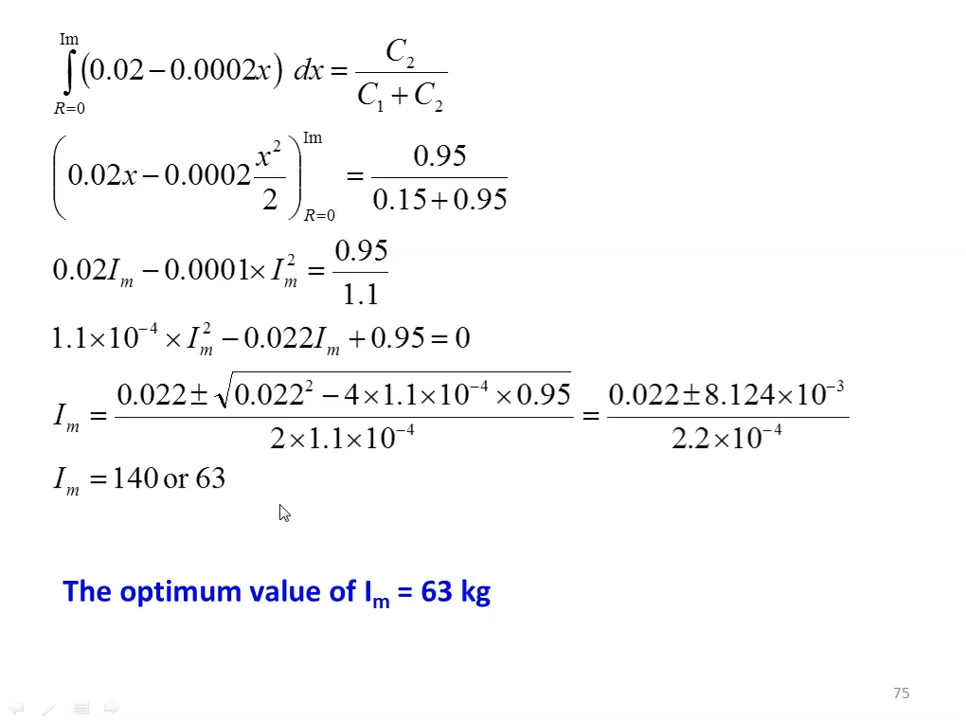 ∫_{R=0}^{Im} (0.02 − 0.0002x) dx = C₂ / (C₁ + C₂)
(0.02x − 0.0002 x²/2)_{R=0}^{Im} = 0.95 / (0.15 + 0.95)
0.02I_m − 0.0001 × I_m² = 0.95 / 1.1
1.1×10⁻⁴ × I_m² − 0.022I_m + 0.95 = 0
I_m = (0.022 ± √(0.022² − 4×1.1×10⁻⁴×0.95)) / (2×1.1×10⁻⁴) = (0.022 ± 8.124×10⁻³) / (2.2×10⁻⁴)
I_m = 140 or 63
The optimum value of I_m = 63 kg
75